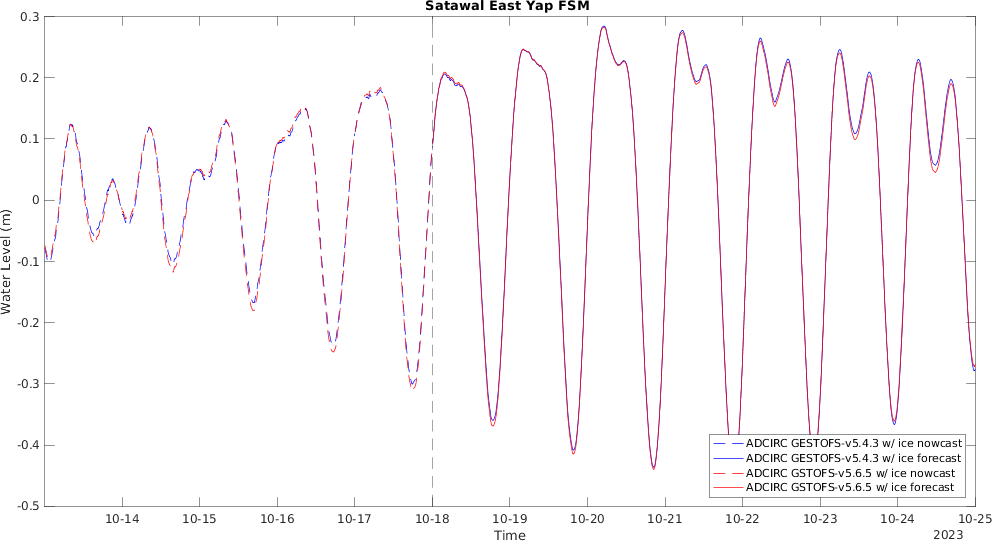 Satawal East Yap FSM
Water Level (m)
0.3
0.2
0.1
0
-0.1
-0.2
-0.3
-0.4
-0.5
ADCIRC GESTOFS-v5.4.3 w/ ice nowcast
ADCIRC GESTOFS-v5.4.3 w/ ice forecast
ADCIRC GSTOFS-v5.6.5 w/ ice nowcast
ADCIRC GSTOFS-v5.6.5 w/ ice forecast
10-14 10-15 10-16 10-17 10-18 10-19 10-20 10-21 10-22 10-23 10-24 10-25
Time
2023